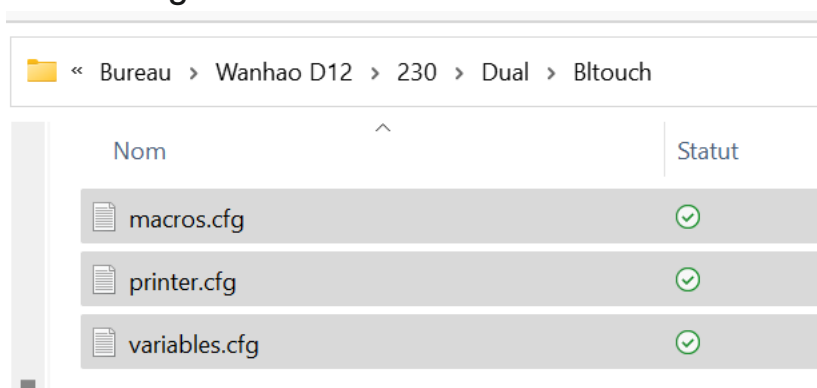 « Bureau > Wanhao D12 > 230 > Dual > Bltouch
Nom Statut
macros.cfg
printer.cfg
variables.cfg